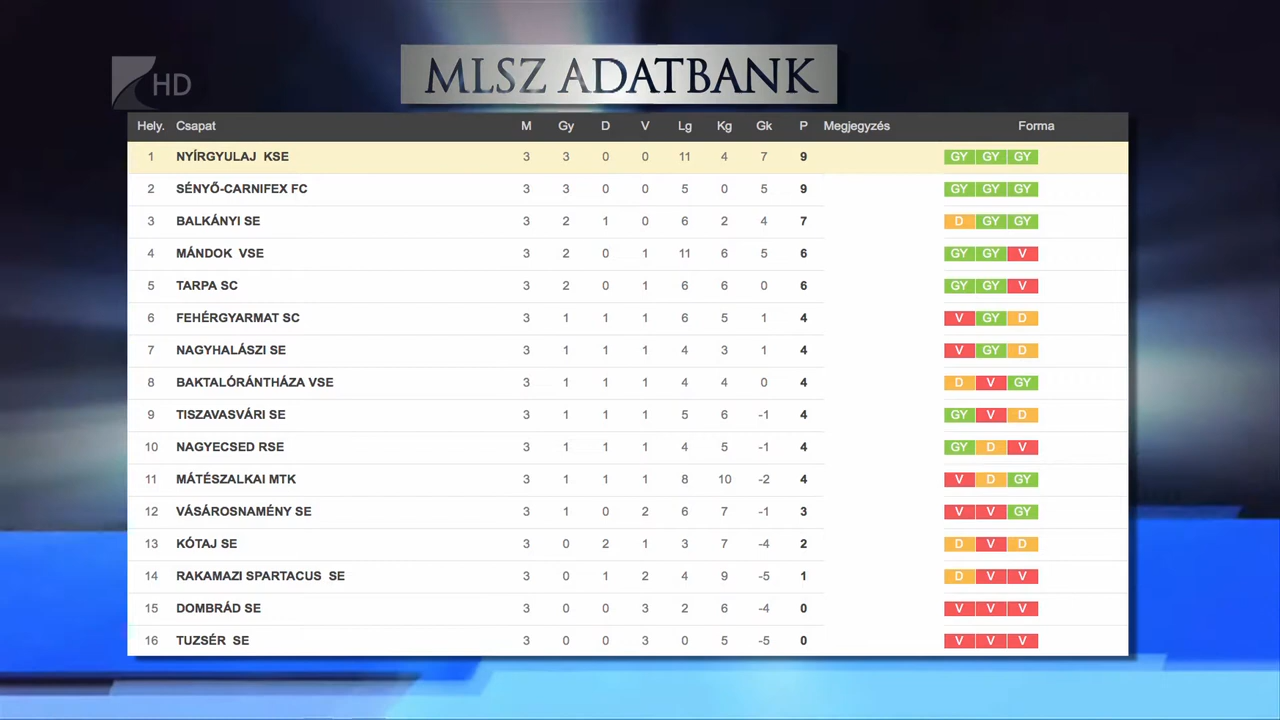 HD
MLSZ ADATBANK
Hely. Csapat M Gy D V Lg Kg Gk P Megjegyzés Forma
1 NYÍRGYULAJ KSE 3 3 0 0 11 4 7 9 GY GY GY
2 SÉNYŐ-CARNIFEX FC 3 3 0 0 5 0 5 9 GY GY GY
3 BALKÁNYI SE 3 2 1 0 6 2 4 7 D GY GY
4 MÁNDOK VSE 3 2 0 1 11 6 5 6 GY GY V
5 TARPA SC 3 2 0 1 6 6 0 6 GY GY V
6 FEHÉRGYARMAT SC 3 1 1 1 6 5 1 4 V GY D
7 NAGYHALÁSZI SE 3 1 1 1 4 3 1 4 V GY D
8 BAKTALÓRÁNTHÁZA VSE 3 1 1 1 4 4 0 4 D V GY
9 TISZAVASVÁRI SE 3 1 1 1 5 6 -1 4 GY V D
10 NAGYECSED RSE 3 1 1 1 4 5 -1 4 GY D V
11 MÁTÉSZALKAI MTK 3 1 1 1 8 10 -2 4 V D GY
12 VÁSÁROSNAMÉNY SE 3 1 0 2 6 7 -1 3 V V GY
13 KÓTAJ SE 3 0 2 1 3 7 -4 2 D V D
14 RAKAMAZI SPARTACUS SE 3 0 1 2 4 9 -5 1 D V V
15 DOMBRÁD SE 3 0 0 3 2 6 -4 0 V V V
16 TUZSÉR SE 3 0 0 3 0 5 -5 0 V V V